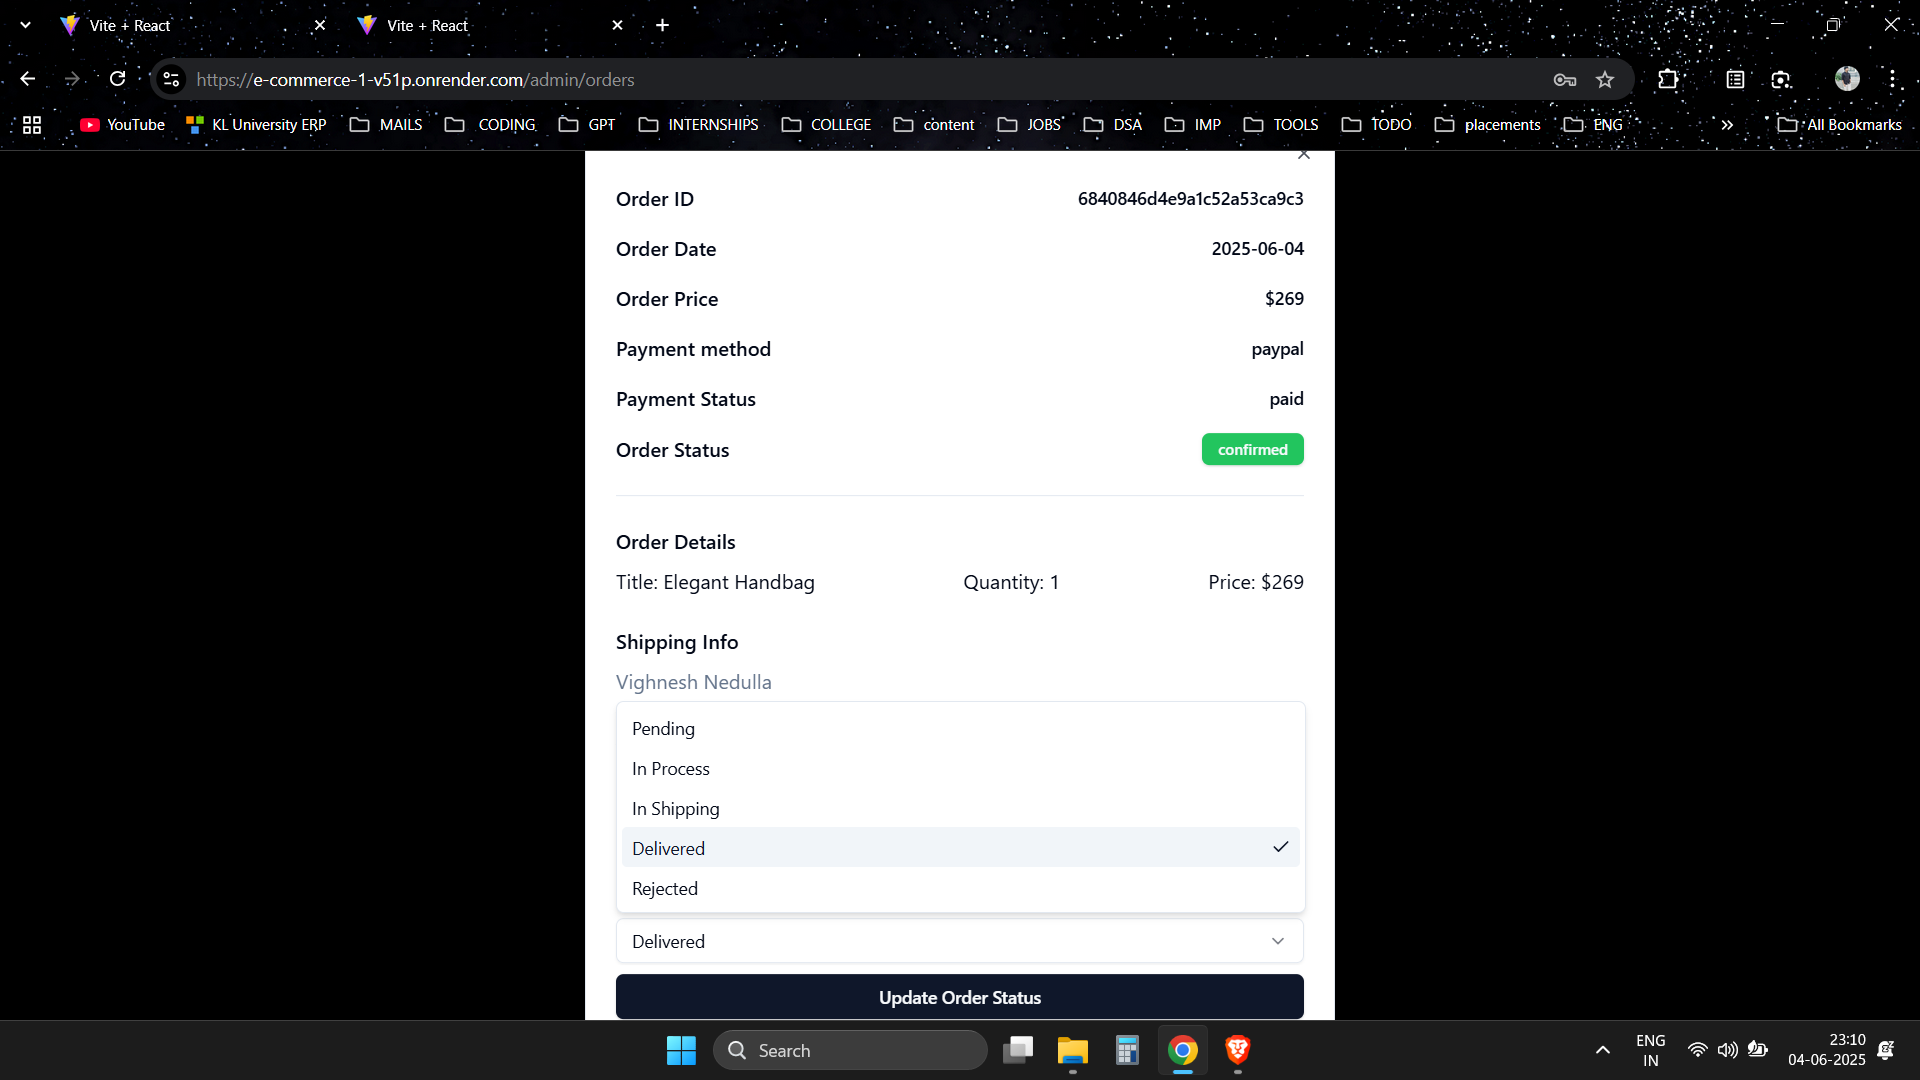 Vite + React
Vite + React
https://e-commerce-1-v51p.onrender.com/admin/orders
YouTube KL University ERP MAILS CODING GPT INTERNSHIPS COLLEGE content JOBS DSA IMP TOOLS TODO placements ENG All Bookmarks
Order ID 6840846d4e9a1c52a53ca9c3
Order Date 2025-06-04
Order Price $269
Payment method paypal
Payment Status paid
Order Status confirmed
Order Details
Title: Elegant Handbag Quantity: 1 Price: $269
Shipping Info
Vighnesh Nedulla
Pending
In Process
In Shipping
Delivered
Rejected
Delivered
Update Order Status
Search
ENG
IN
23:10
04-06-2025